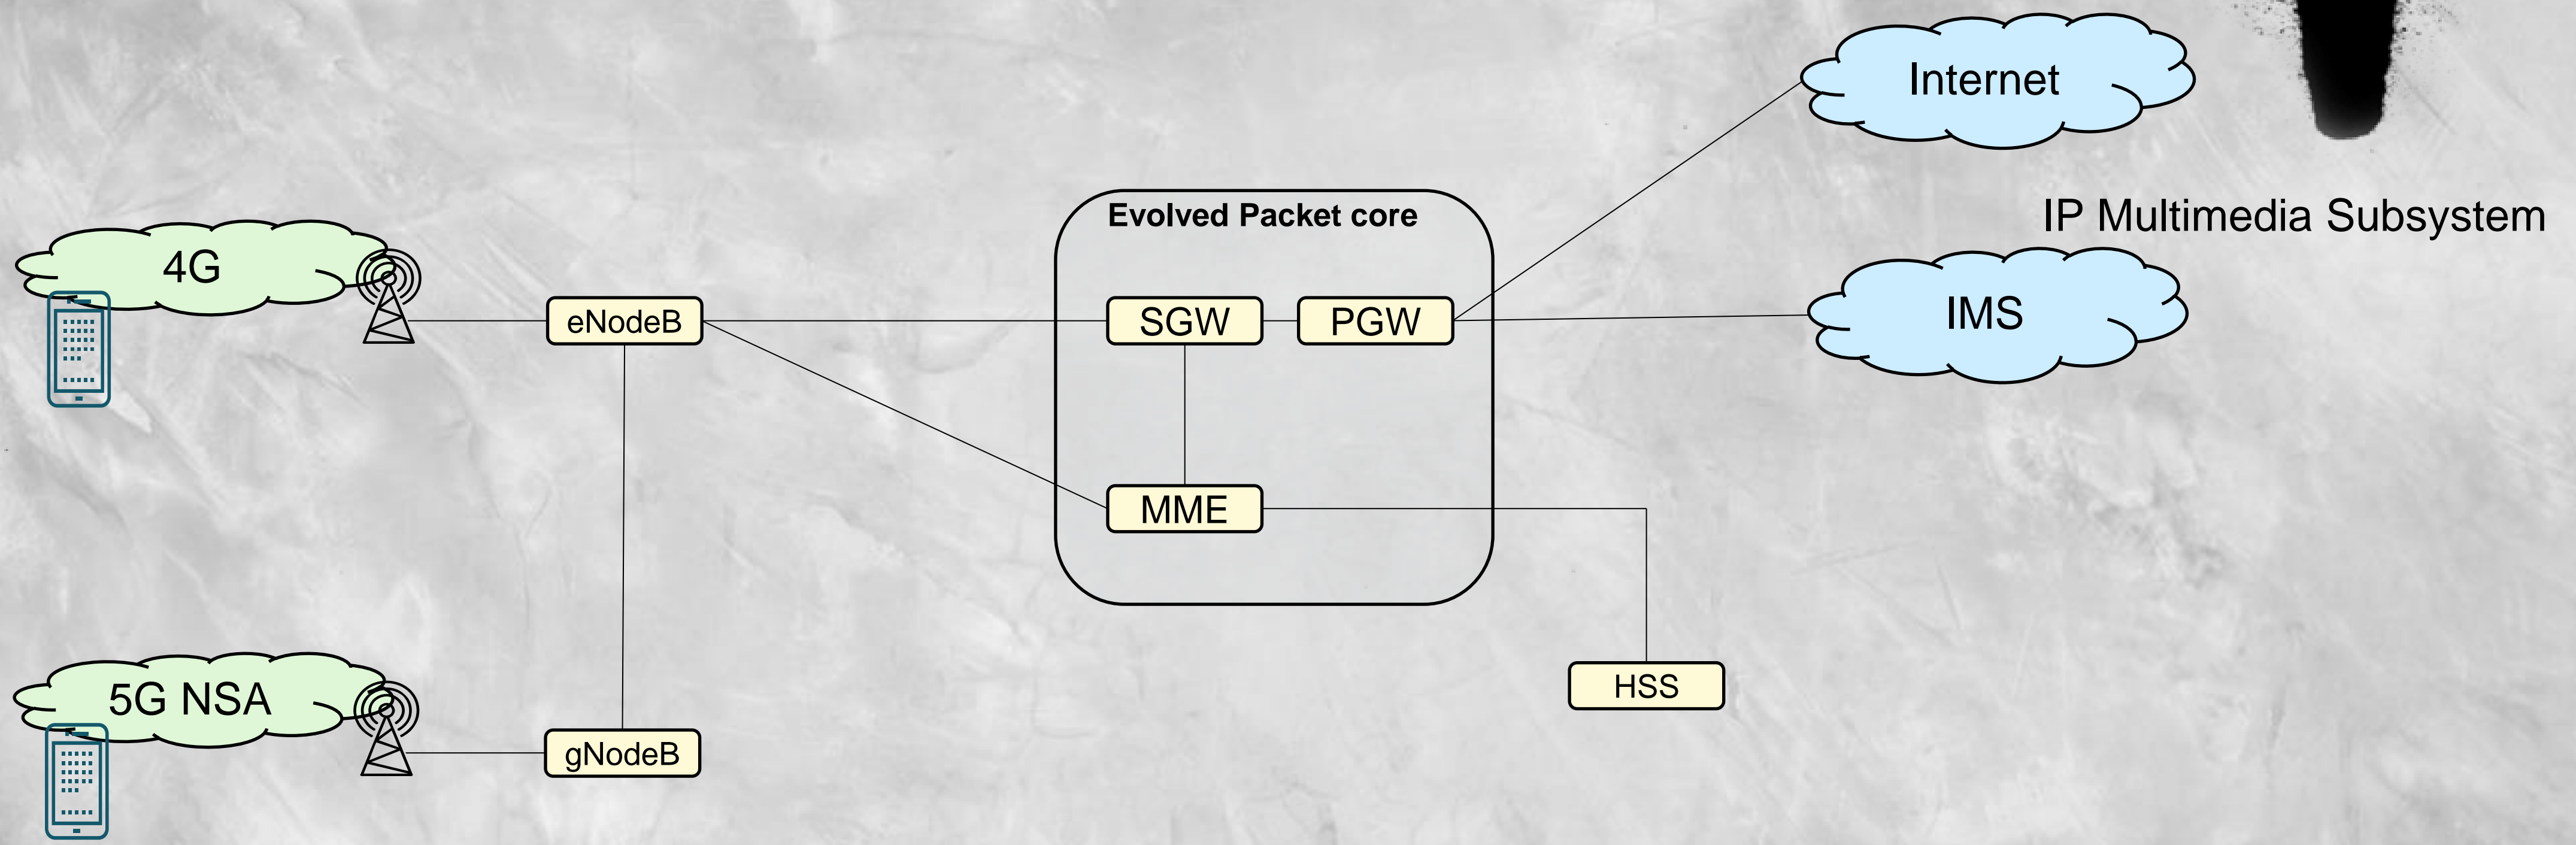 Internet
IP Multimedia Subsystem
Evolved Packet core
4G
IMS
eNodeB
SGW
PGW
MME
5G NSA
HSS
gNodeB